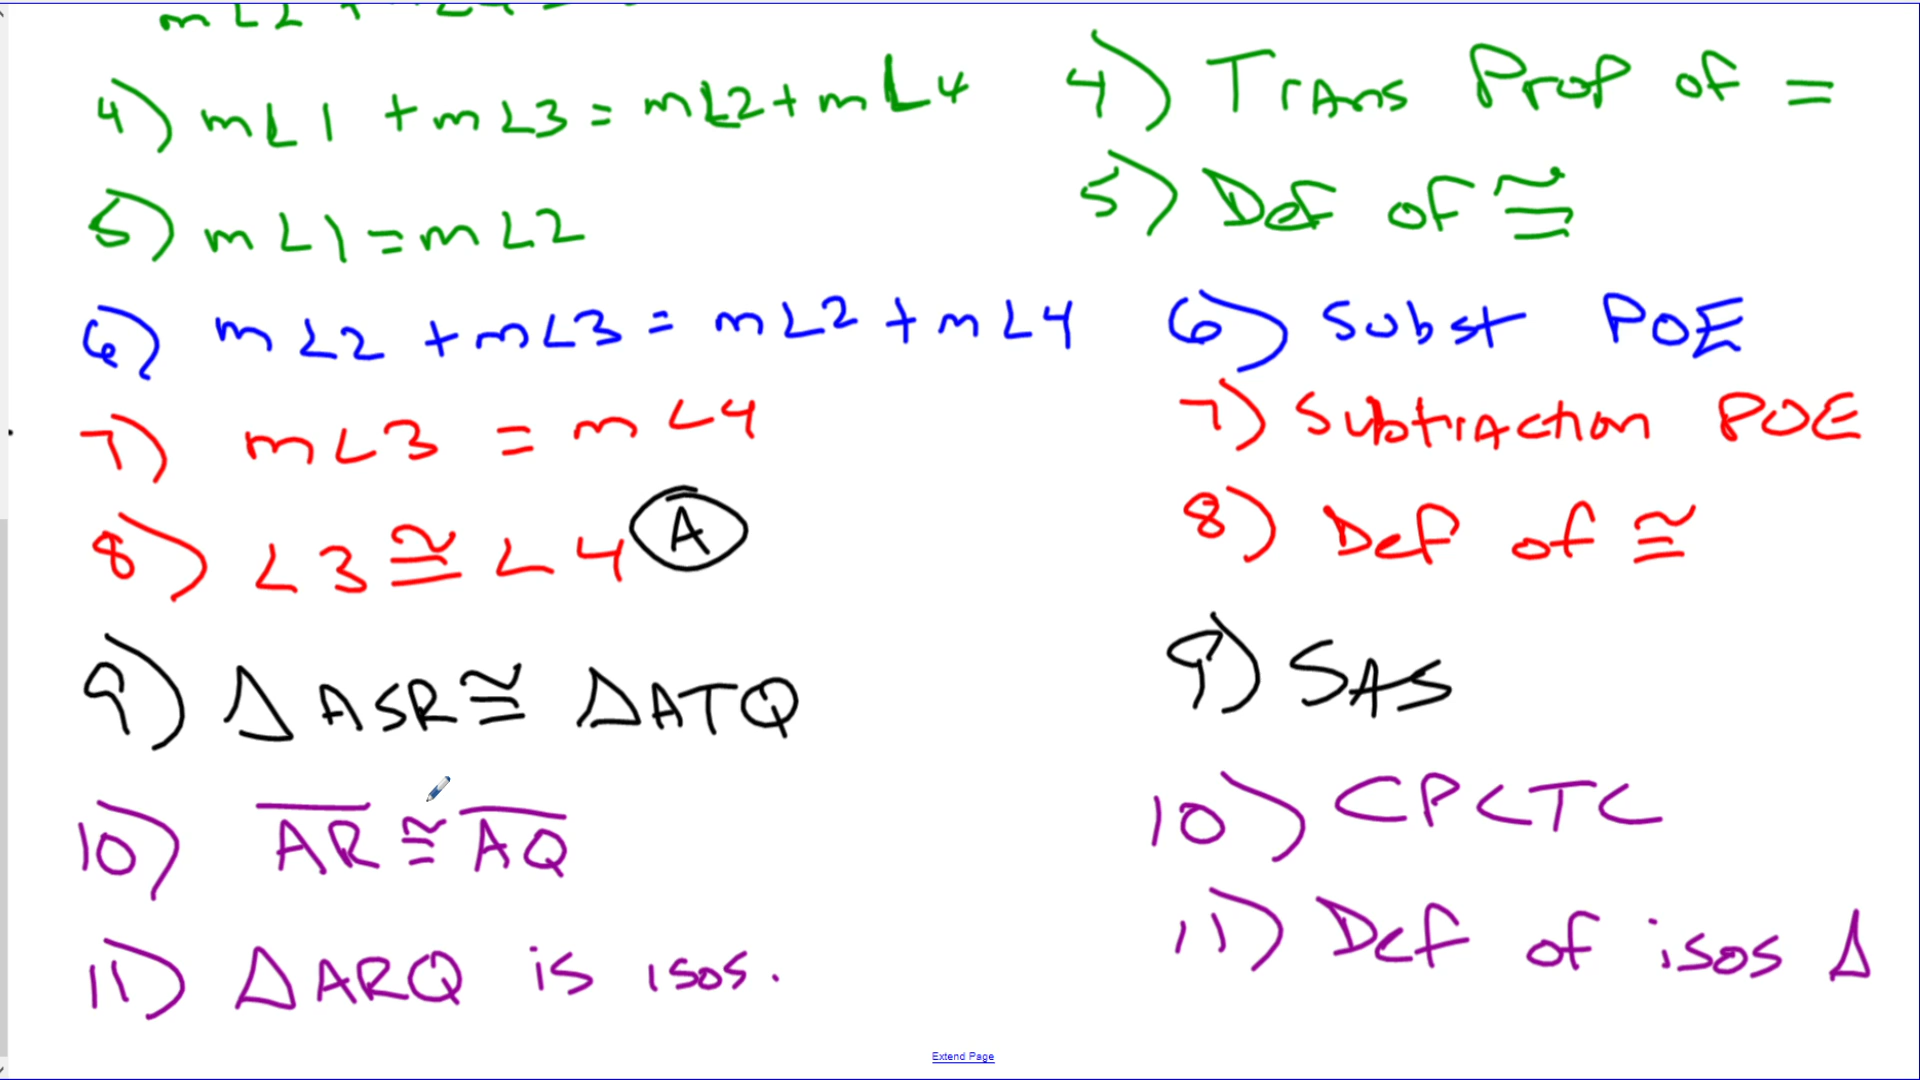 m∠2 +
4) m∠1 + m∠3 = m∠2 + m∠4 4) Trans Prop of =
5) m∠1 = m∠2 5) Def of ≅
6) m∠2 + m∠3 = m∠2 + m∠4 6) Subst POE
7) m∠3 = m∠4 7) Subtraction POE
8) ∠3 ≅ ∠4 A 8) Def of ≅
9) Δ ASR ≅ Δ ATQ 9) SAS
10) A̅R̅ ≅ A̅Q̅ 10) CPCTC
11) Δ ARQ is isos. 11) Def of isos Δ
Extend Page